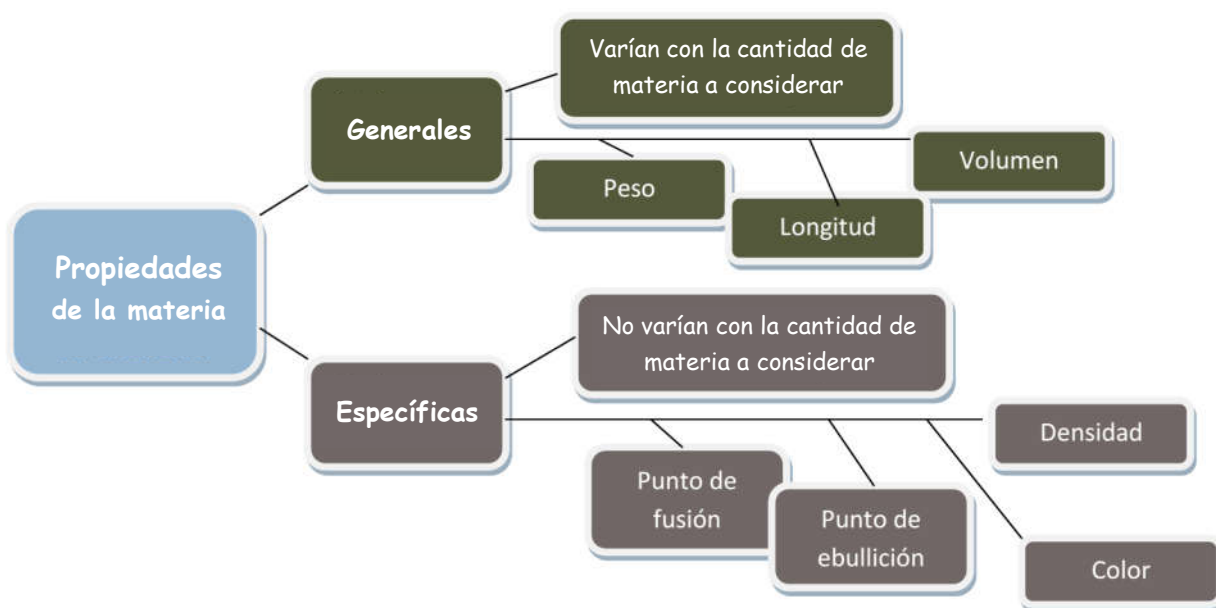 Propiedades
de la materia
Generales
Varían con la cantidad de
materia a considerar
Peso
Longitud
Volumen
Específicas
No varían con la cantidad de
materia a considerar
Punto de
fusión
Punto de
ebullición
Color
Densidad